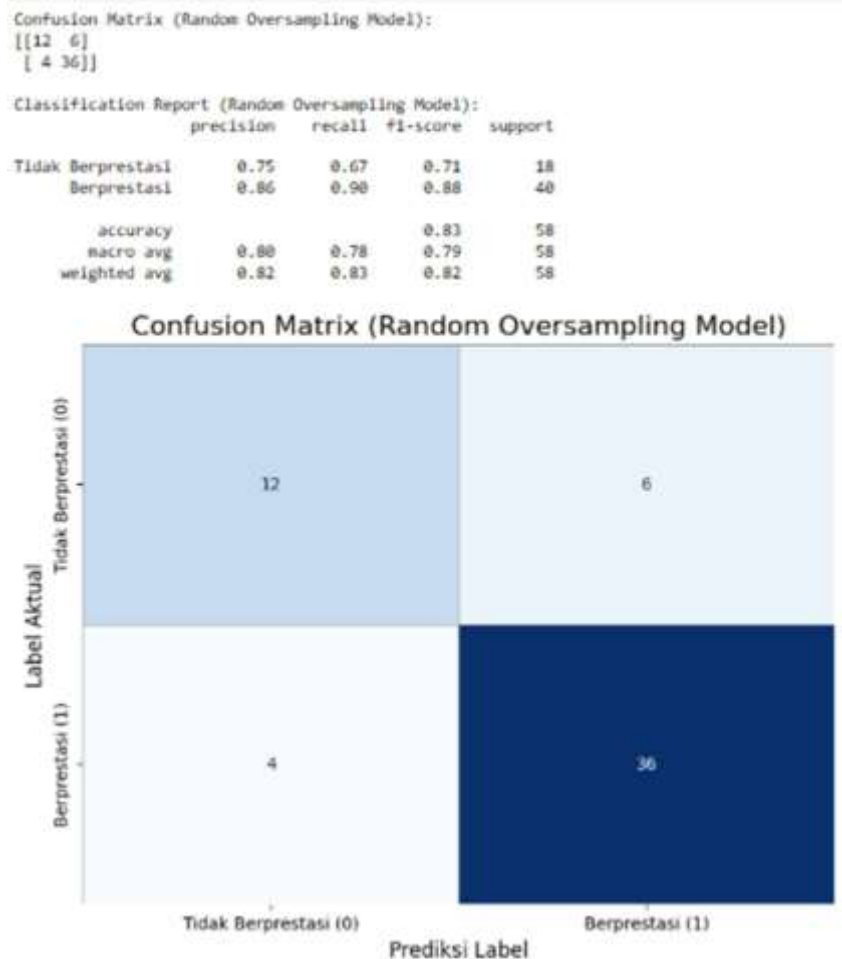 Confusion Matrix (Random Oversampling Model):
[[12 6]
[ 4 36]]
Classification Report (Random Oversampling Model):
precision recall f1-score support
Tidak Berprestasi 0.75 0.67 0.71 18
Berprestasi 0.86 0.90 0.88 40
accuracy 0.83 58
macro avg 0.80 0.78 0.79 58
weighted avg 0.82 0.83 0.82 58
Confusion Matrix (Random Oversampling Model)
Label Aktual
Tidak Berprestasi (0)
12 6
Berprestasi (1)
4 36
Tidak Berprestasi (0) Berprestasi (1)
Prediksi Label